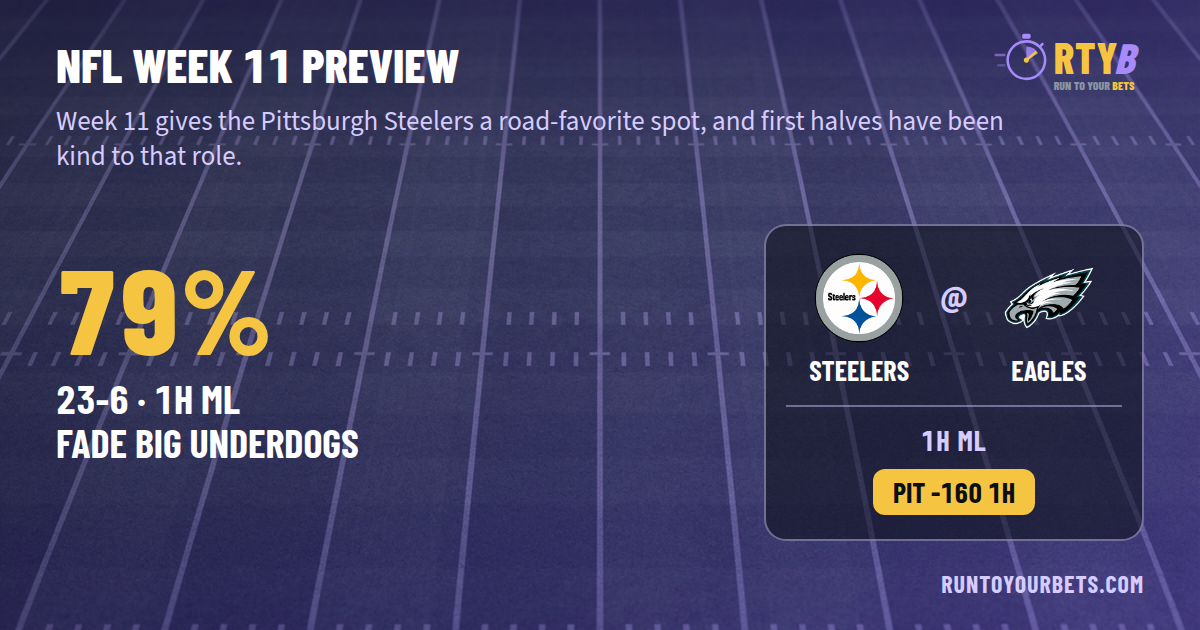 NFL WEEK 11 PREVIEW
RTYB
RUN TO YOUR BETS
Week 11 gives the Pittsburgh Steelers a road-favorite spot, and first halves have been
kind to that role.
79%
23-6 · 1H ML
FADE BIG UNDERDOGS
Steelers
@
STEELERS
EAGLES
1H ML
PIT -160 1H
RUNTOYOURBETS.COM